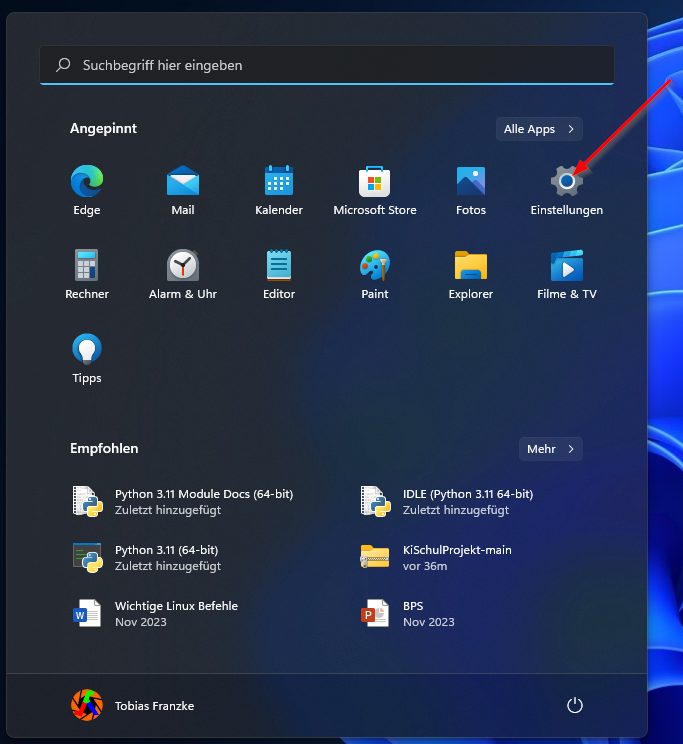 Suchbegriff hier eingeben
Angepinnt
Alle Apps
Edge
Mail
Kalender
Microsoft Store
Fotos
Einstellungen
Rechner
Alarm & Uhr
Editor
Paint
Explorer
Filme & TV
Tipps
Empfohlen
Mehr
Python 3.11 Module Docs (64-bit)
Zuletzt hinzugefügt
IDLE (Python 3.11 64-bit)
Zuletzt hinzugefügt
Python 3.11 (64-bit)
Zuletzt hinzugefügt
KiSchulProjekt-main
vor 36m
Wichtige Linux Befehle
Nov 2023
BPS
Nov 2023
Tobias Franzke